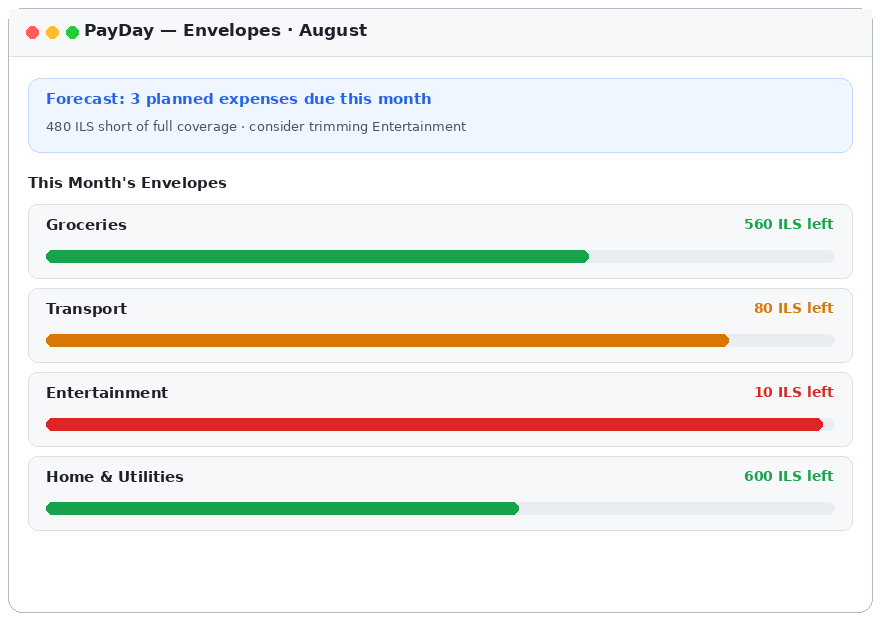 PayDay — Envelopes · August
Forecast: 3 planned expenses due this month
480 ILS short of full coverage · consider trimming Entertainment
This Month's Envelopes
Groceries
560 ILS left
Transport
80 ILS left
Entertainment
10 ILS left
Home & Utilities
600 ILS left